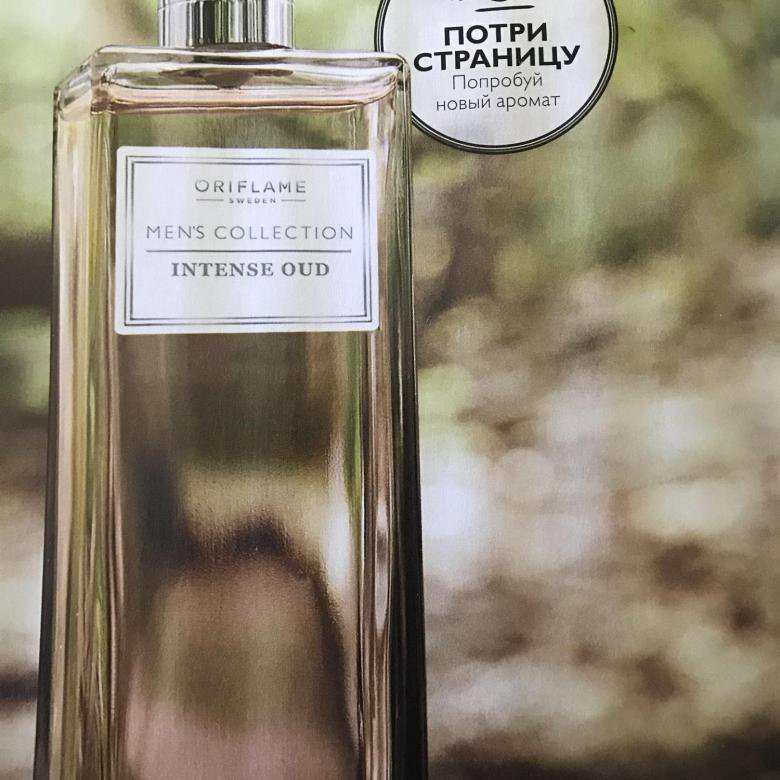 ПОТРИ
СТРАНИЦУ
Попробуй
новый аромат
ORIFLAME
SWEDEN
MEN'S COLLECTION
INTENSE OUD